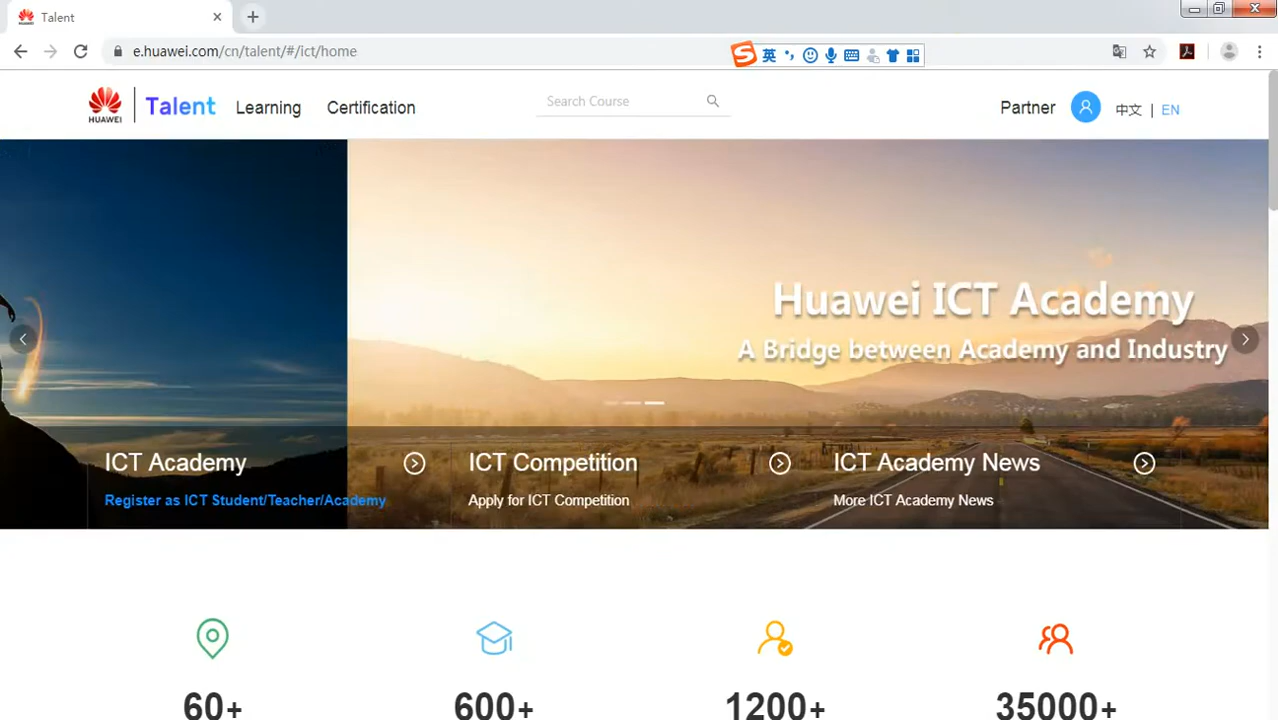 Talent
e.huawei.com/cn/talent/#/ict/home
英
HUAWEI
Talent
Learning
Certification
Search Course
Partner
中文 | EN
Huawei ICT Academy
A Bridge between Academy and Industry
ICT Academy
Register as ICT Student/Teacher/Academy
ICT Competition
Apply for ICT Competition
ICT Academy News
More ICT Academy News
60+
600+
1200+
35000+